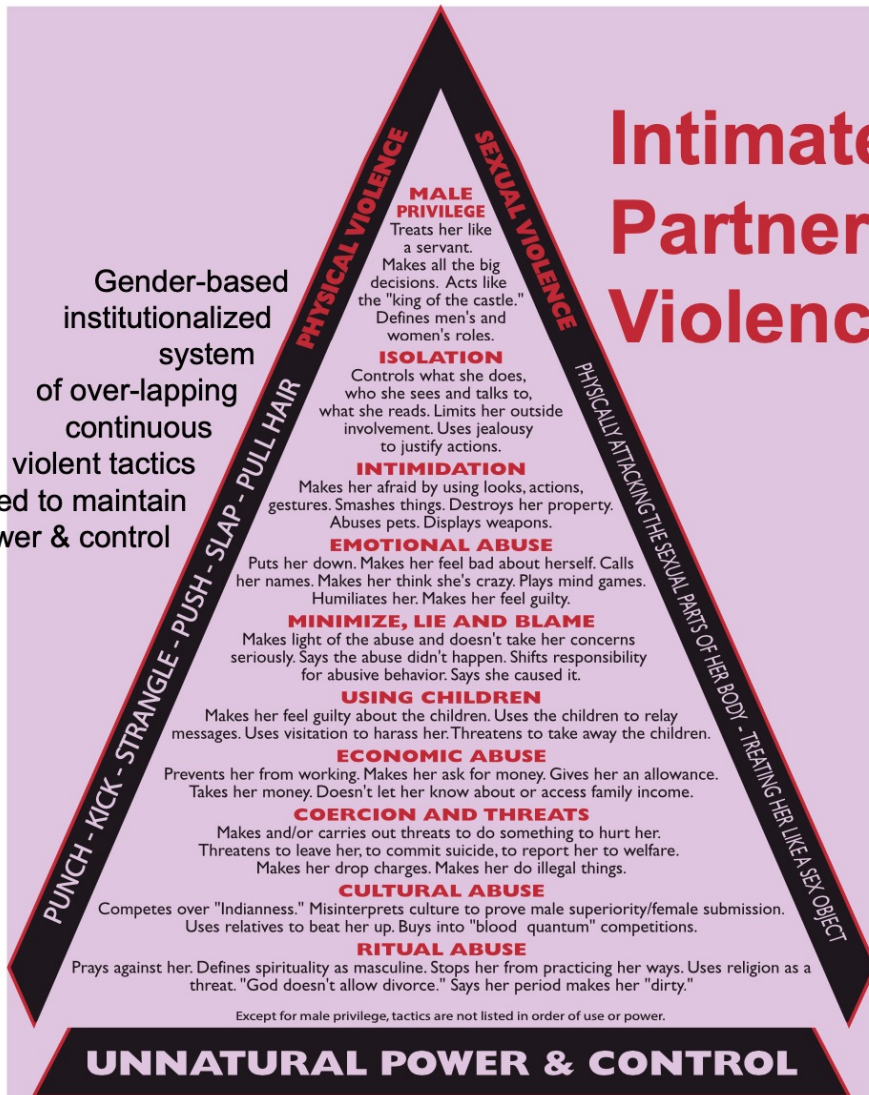 Intimate
Partner
Violenc
Gender-based
institutionalized
system
of over-lapping
continuous
violent tactics
ed to maintain
wer & control
PHYSICAL VIOLENCE
PUNCH - KICK - STRANGLE - PUSH - SLAP - PULL HAIR
SEXUAL VIOLENCE
PHYSICALLY ATTACKING THE SEXUAL PARTS OF HER BODY - TREATING HER LIKE A SEX OBJECT
MALE
PRIVILEGE
Treats her like
a servant.
Makes all the big
decisions. Acts like
the "king of the castle."
Defines men's and
women's roles.
ISOLATION
Controls what she does,
who she sees and talks to,
what she reads. Limits her outside
involvement. Uses jealousy
to justify actions.
INTIMIDATION
Makes her afraid by using looks, actions,
gestures. Smashes things. Destroys her property.
Abuses pets. Displays weapons.
EMOTIONAL ABUSE
Puts her down. Makes her feel bad about herself. Calls
her names. Makes her think she's crazy. Plays mind games.
Humiliates her. Makes her feel guilty.
MINIMIZE, LIE AND BLAME
Makes light of the abuse and doesn't take her concerns
seriously. Says the abuse didn't happen. Shifts responsibility
for abusive behavior. Says she caused it.
USING CHILDREN
Makes her feel guilty about the children. Uses the children to relay
messages. Uses visitation to harass her. Threatens to take away the children.
ECONOMIC ABUSE
Prevents her from working. Makes her ask for money. Gives her an allowance.
Takes her money. Doesn't let her know about or access family income.
COERCION AND THREATS
Makes and/or carries out threats to do something to hurt her.
Threatens to leave her, to commit suicide, to report her to welfare.
Makes her drop charges. Makes her do illegal things.
CULTURAL ABUSE
Competes over "Indianness." Misinterprets culture to prove male superiority/female submission.
Uses relatives to beat her up. Buys into "blood quantum" competitions.
RITUAL ABUSE
Prays against her. Defines spirituality as masculine. Stops her from practicing her ways. Uses religion as a
threat. "God doesn't allow divorce." Says her period makes her "dirty."
Except for male privilege, tactics are not listed in order of use or power.
UNNATURAL POWER & CONTROL